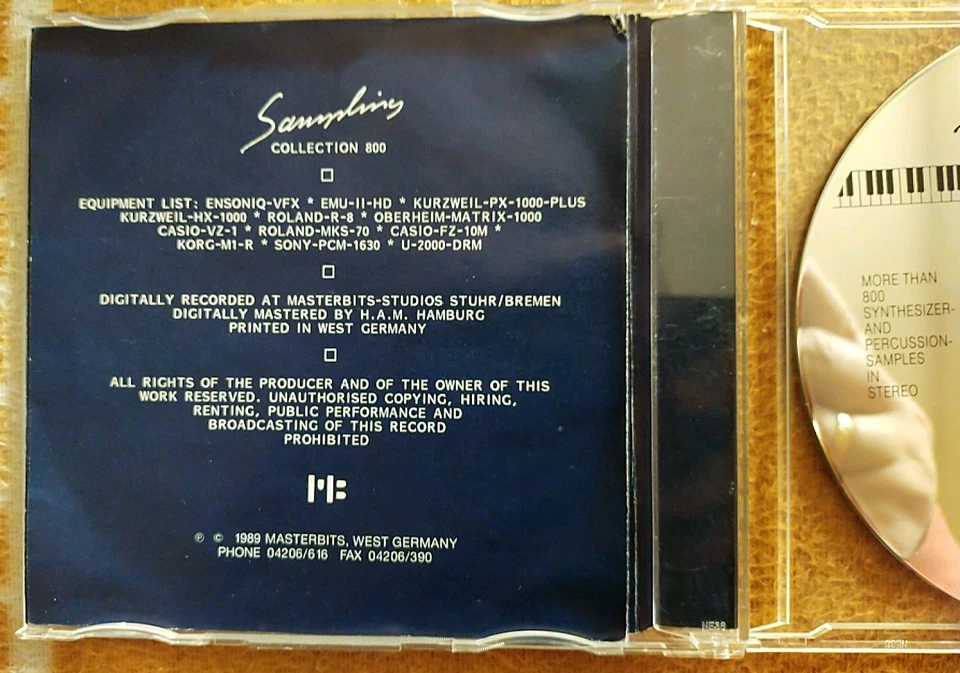 Sampling
COLLECTION 800
EQUIPMENT LIST: ENSONIQ-VFX * EMU-II-HD * KURZWEIL-PX-1000-PLUS
KURZWEIL-HX-1000 * ROLAND-R-8 * OBERHEIM-MATRIX-1000
CASIO-VZ-1 * ROLAND-MKS-70 * CASIO-FZ-10M *
KORG-M1-R * SONY-PCM-1630 * U-2000-DRM
DIGITALLY RECORDED AT MASTERBITS-STUDIOS STUHR/BREMEN
DIGITALLY MASTERED BY H.A.M. HAMBURG
PRINTED IN WEST GERMANY
ALL RIGHTS OF THE PRODUCER AND OF THE OWNER OF THIS
WORK RESERVED. UNAUTHORISED COPYING, HIRING,
RENTING, PUBLIC PERFORMANCE AND
BROADCASTING OF THIS RECORD
PROHIBITED
MB
℗ © 1989 MASTERBITS, WEST GERMANY
PHONE 04206/616 FAX 04206/390
MORE THAN
800
SYNTHESIZER-
AND
PERCUSSION-
SAMPLES
IN
STEREO